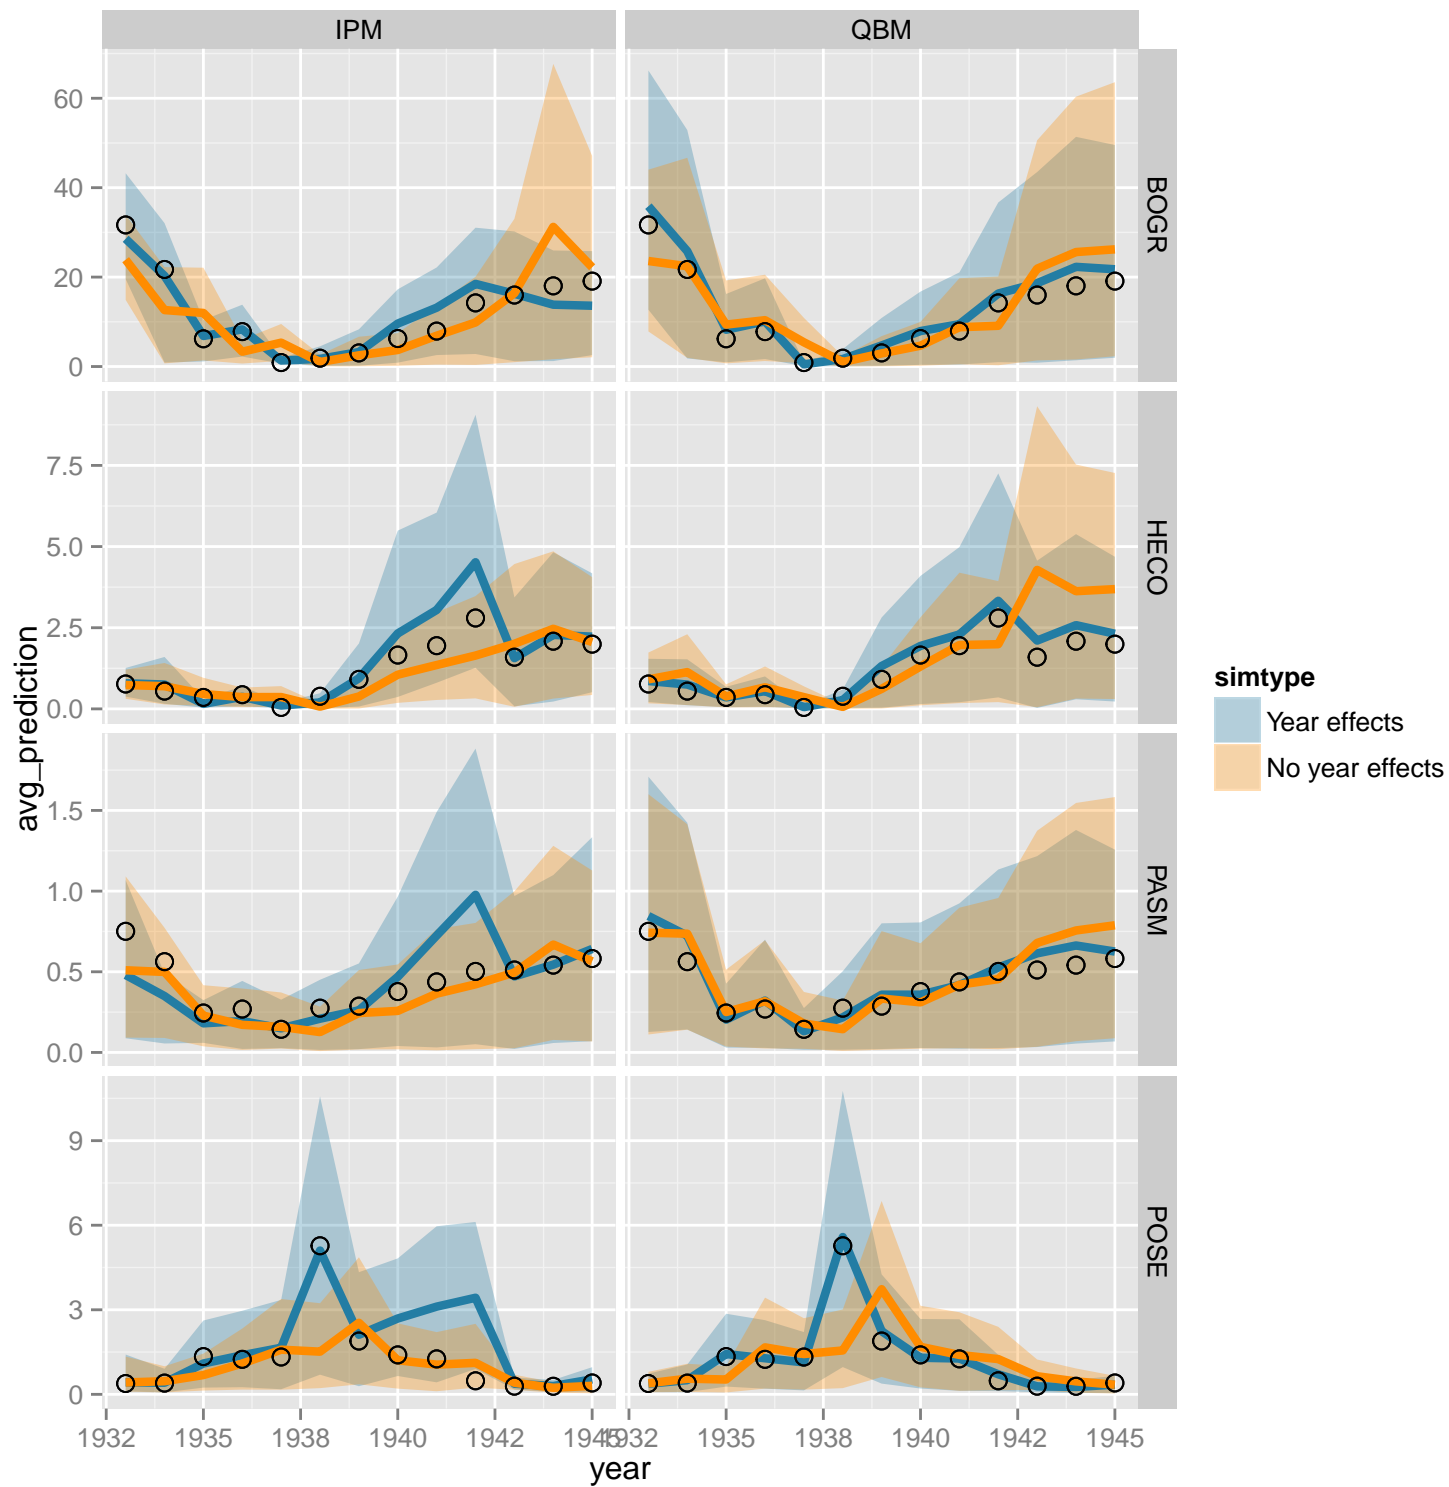 IPM
QBM
60
40
20
0
BOGR
7.5
5.0
2.5
0.0
HECO
avg_prediction
1.5
1.0
0.5
0.0
PASM
9
6
3
0
POSE
1932 1935 1938 1940 1942 1945
1932 1935 1938 1940 1942 1945
year
simtype
Year effects
No year effects